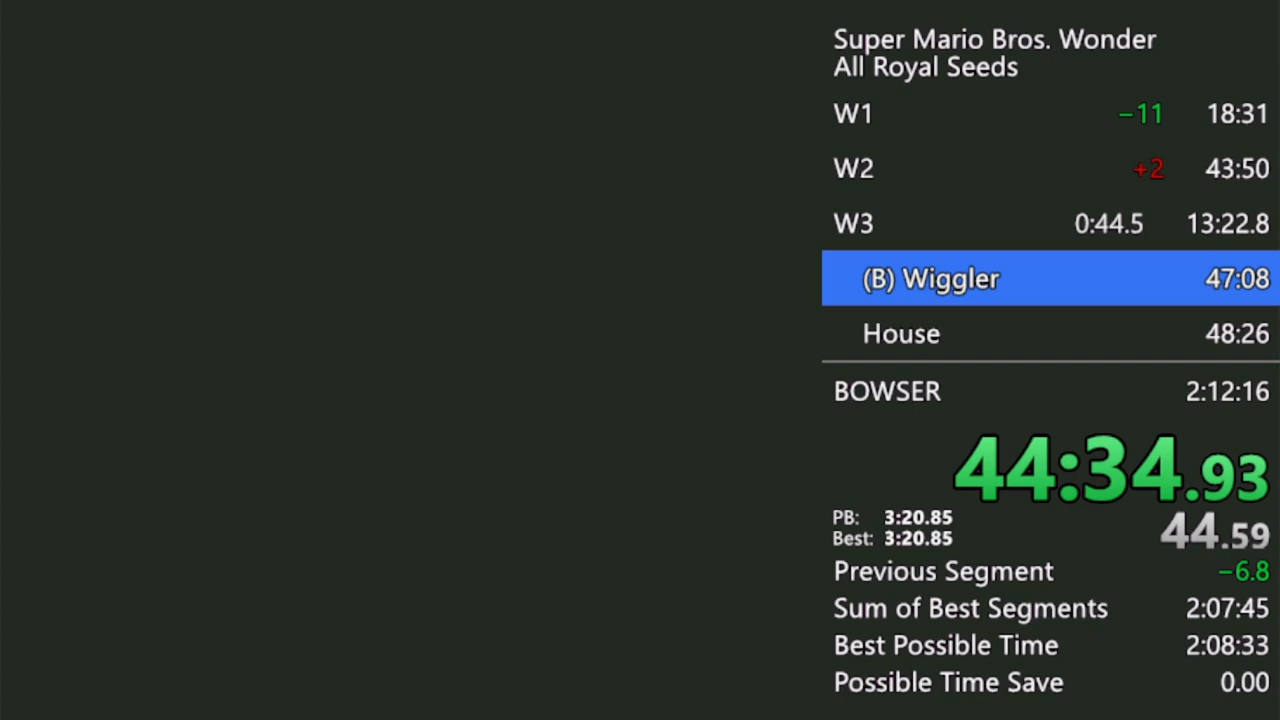 Super Mario Bros. Wonder
All Royal Seeds
W1 −11 18:31
W2 +2 43:50
W3 0:44.5 13:22.8
(B) Wiggler 47:08
House 48:26
BOWSER 2:12:16
44:34.93
PB: 3:20.85
Best: 3:20.85
44.59
Previous Segment −6.8
Sum of Best Segments 2:07:45
Best Possible Time 2:08:33
Possible Time Save 0.00